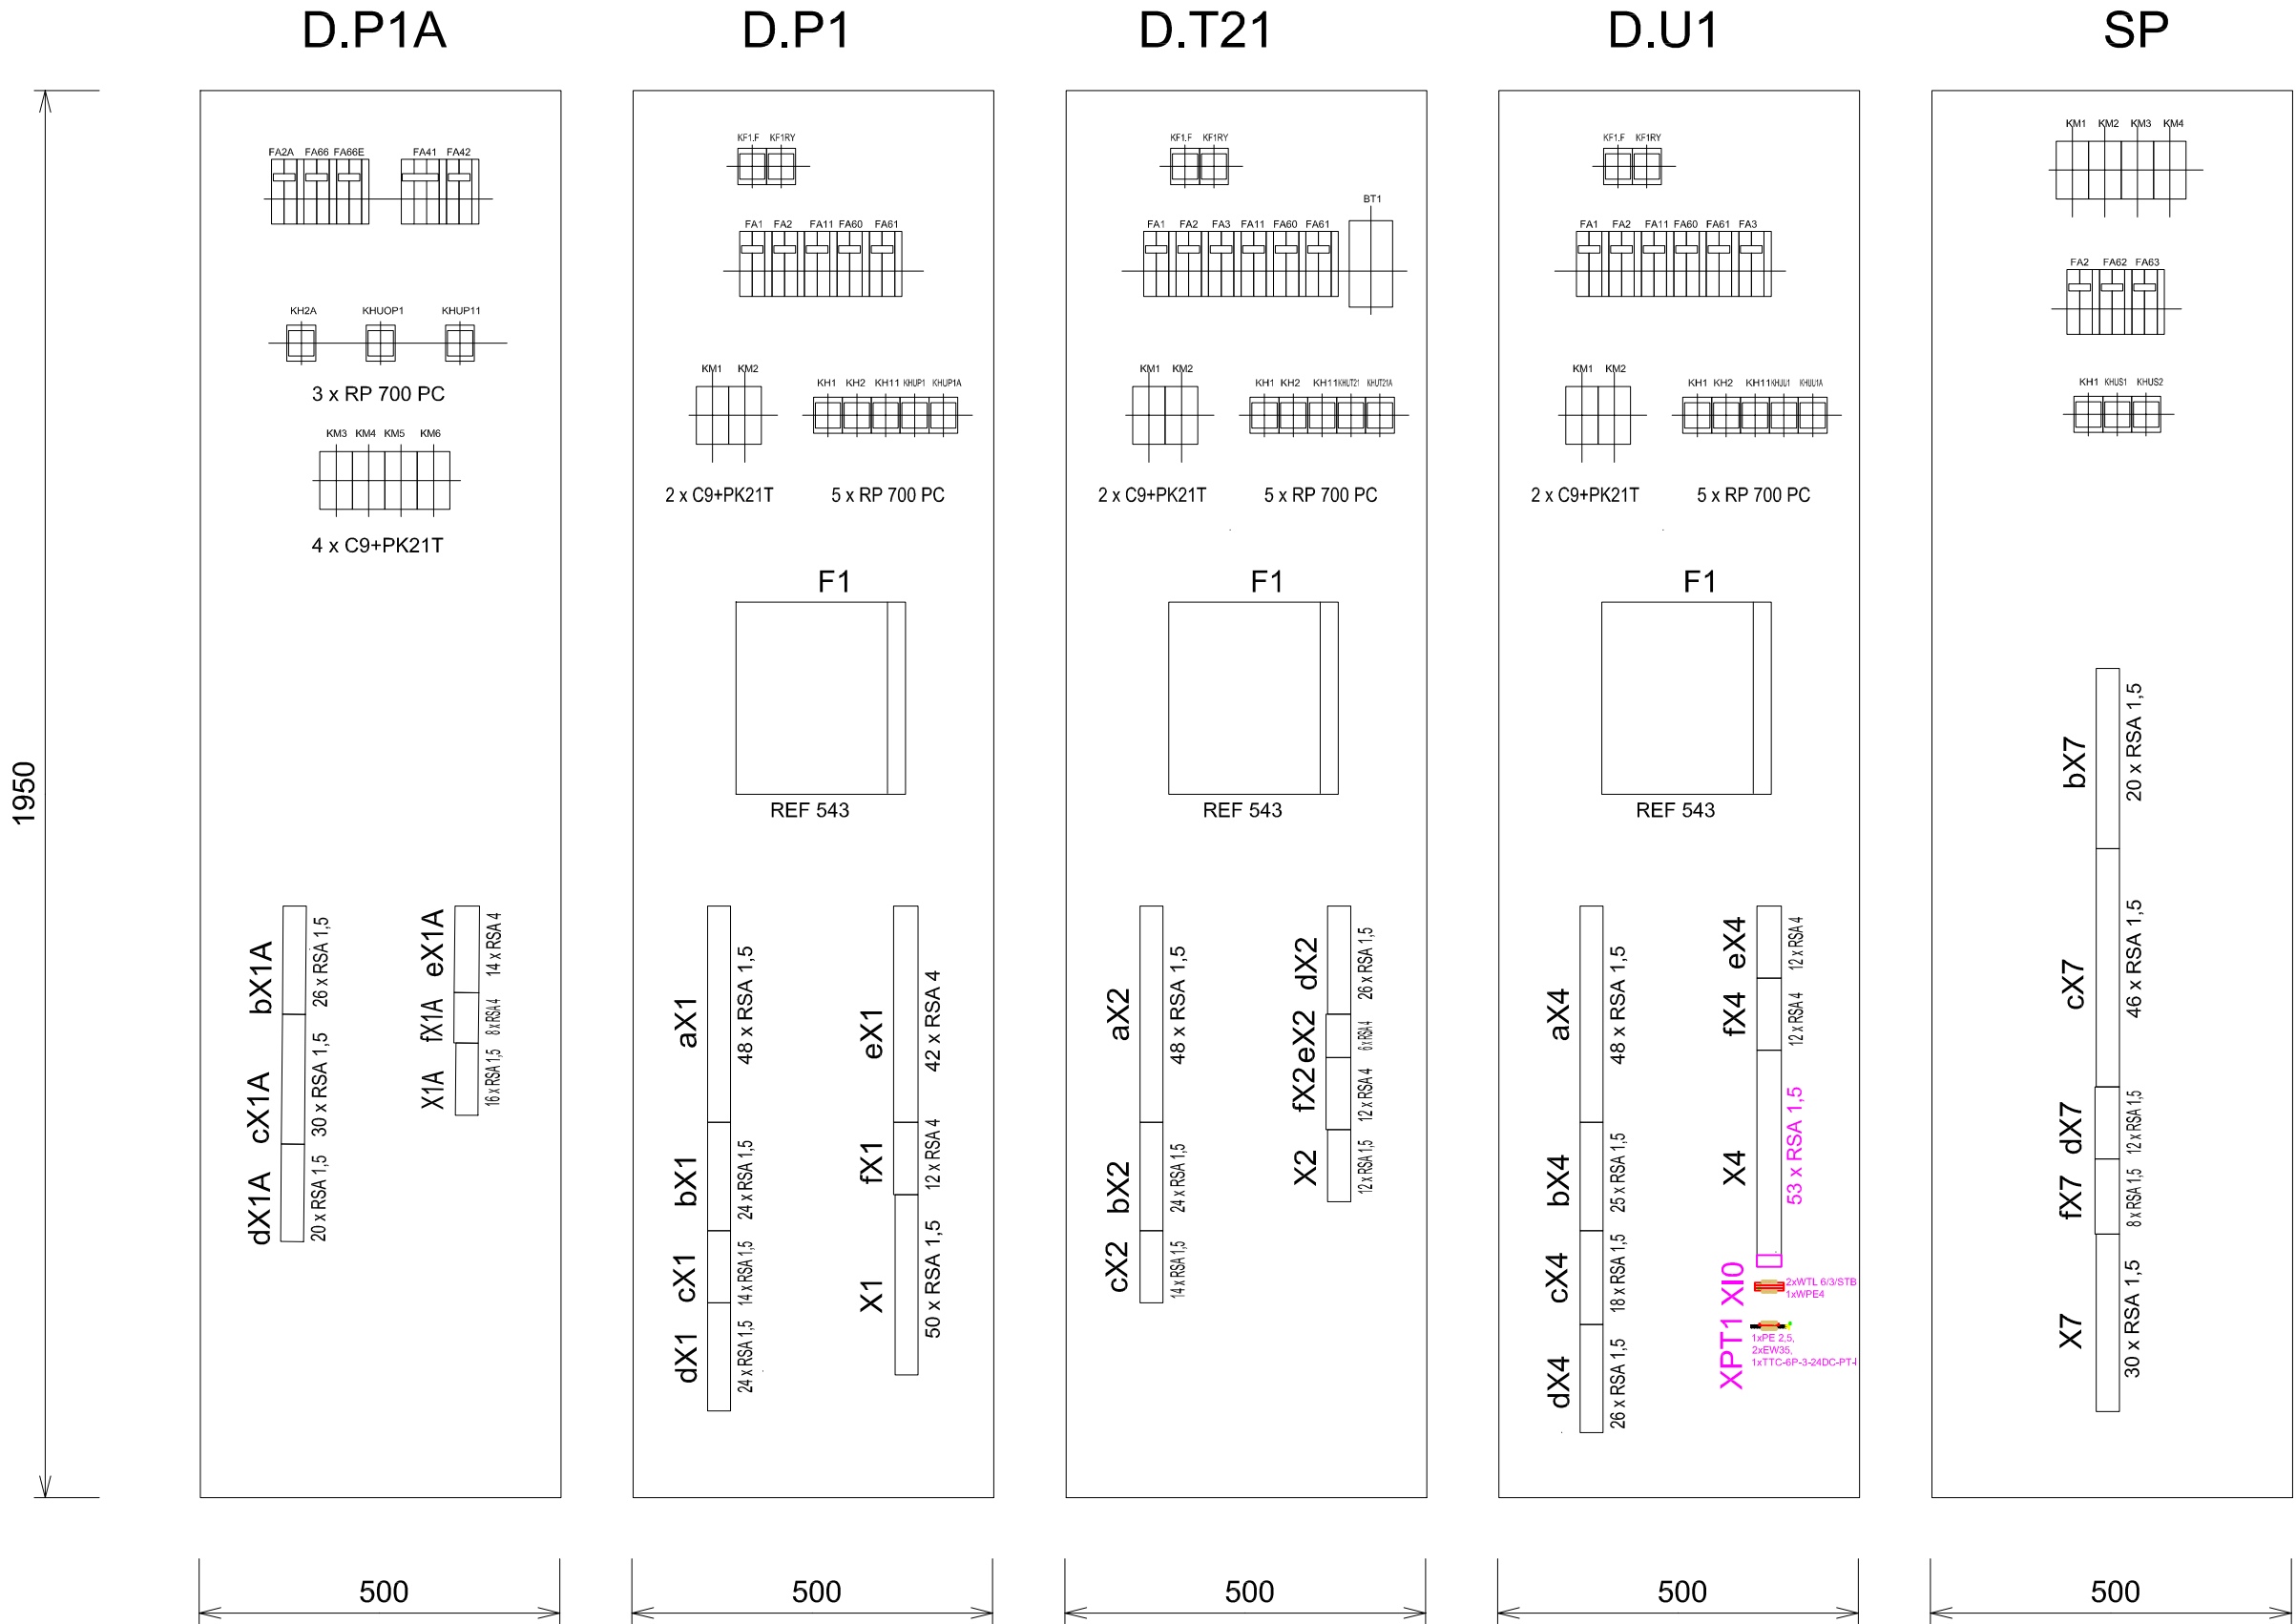 D.P1A
D.P1
D.T21
D.U1
SP
1950
FA2A FA66 FA66E FA41 FA42
KH2A KHUOP1 KHUP11
3 x RP 700 PC
KM3 KM4 KM5 KM6
4 x C9+PK21T
bX1A
26 x RSA 1,5
cX1A
30 x RSA 1,5
dX1A
20 x RSA 1,5
eX1A
14 x RSA 4
fX1A
8 x RSA 4
X1A
16 x RSA 1,5
500
KF1.F KF1RY
FA1 FA2 FA11 FA60 FA61
KM1 KM2
KH1 KH2 KH11 KHUP1 KHUP1A
2 x C9+PK21T
5 x RP 700 PC
F1
REF 543
aX1
48 x RSA 1,5
bX1
24 x RSA 1,5
cX1
14 x RSA 1,5
dX1
24 x RSA 1,5
eX1
42 x RSA 4
fX1
12 x RSA 4
X1
50 x RSA 1,5
500
KF1.F KF1RY
BT1
FA1 FA2 FA3 FA11 FA60 FA61
KM1 KM2
KH1 KH2 KH11 KHUT21 KHUT21A
2 x C9+PK21T
5 x RP 700 PC
F1
REF 543
aX2
48 x RSA 1,5
bX2
24 x RSA 1,5
cX2
14 x RSA 1,5
dX2
26 x RSA 1,5
eX2
6 x RSA 4
fX2
12 x RSA 4
X2
12 x RSA 1,5
500
KF1.F KF1RY
FA1 FA2 FA11 FA60 FA61 FA3
KM1 KM2
KH1 KH2 KH11 KHUU1 KHUU1A
2 x C9+PK21T
5 x RP 700 PC
F1
REF 543
aX4
48 x RSA 1,5
bX4
25 x RSA 1,5
cX4
18 x RSA 1,5
dX4
26 x RSA 1,5
eX4
12 x RSA 4
fX4
12 x RSA 4
X4
53 x RSA 1,5
XI0
2xWTL 6/3/STB
1xWPE4
XPT1
1xPE 2,5,
2xEW35,
1xTTC-6P-3-24DC-PT-I
500
KM1 KM2 KM3 KM4
FA2 FA62 FA63
KH1 KHUS1 KHUS2
bX7
20 x RSA 1,5
cX7
46 x RSA 1,5
dX7
12 x RSA 1,5
fX7
8 x RSA 1,5
X7
30 x RSA 1,5
500